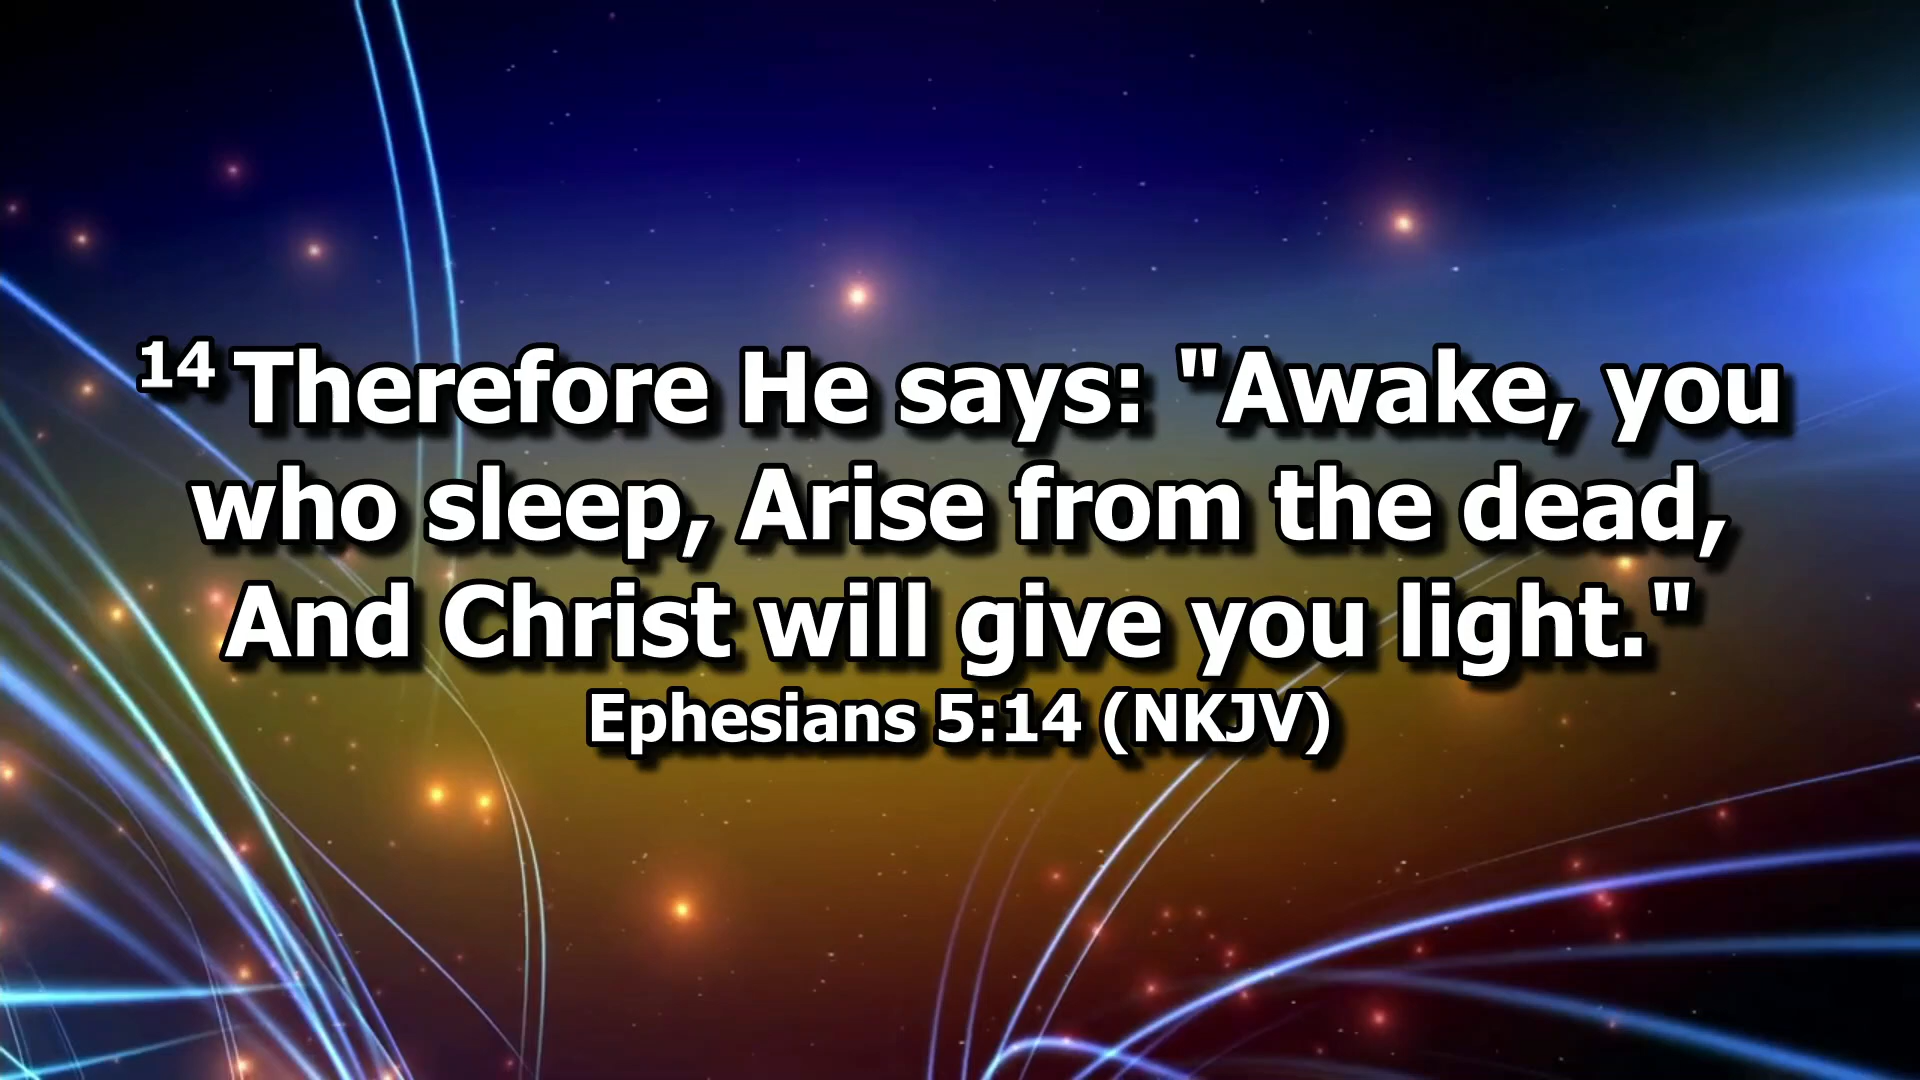 14 Therefore He says: "Awake, you
who sleep, Arise from the dead,
And Christ will give you light."
Ephesians 5:14 (NKJV)